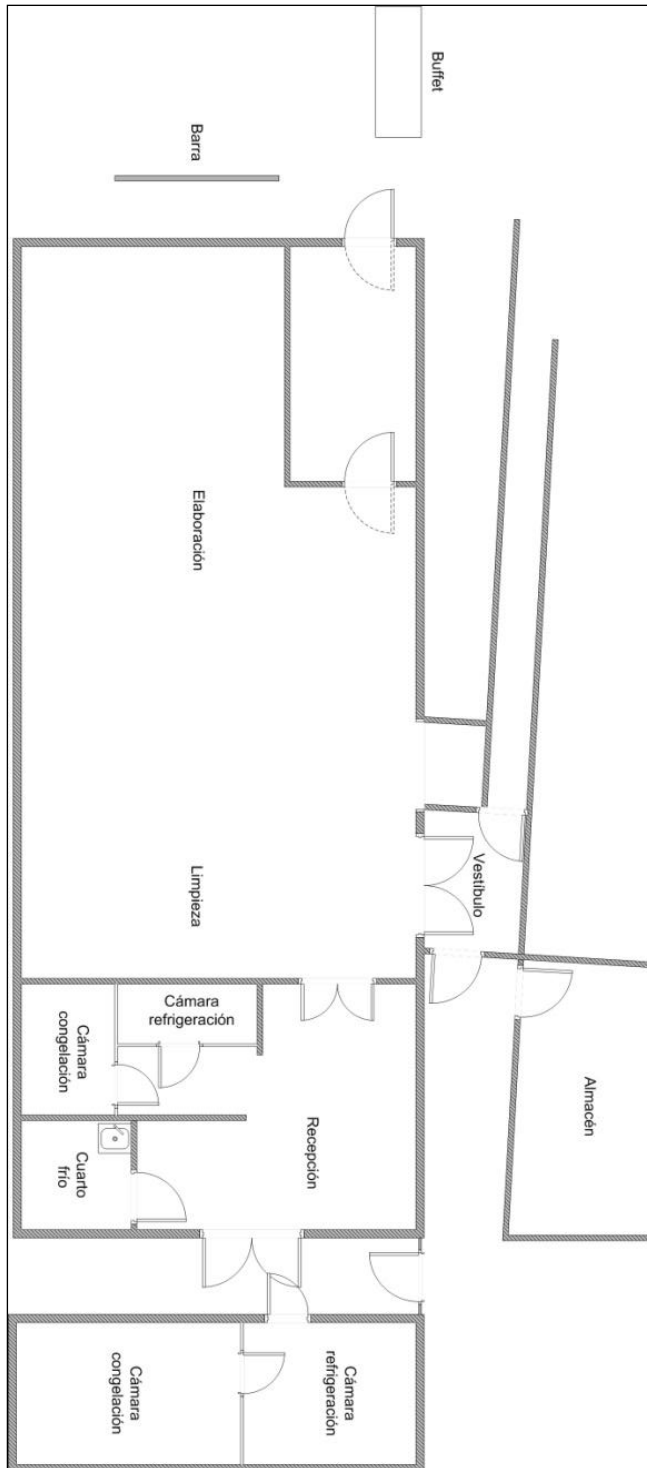 Buffet
Barra
Elaboración
Limpieza
Vestíbulo
Cámara
refrigeración
Cámara
congelación
Almacén
Recepción
Cuarto
frío
Cámara
congelación
Cámara
refrigeración